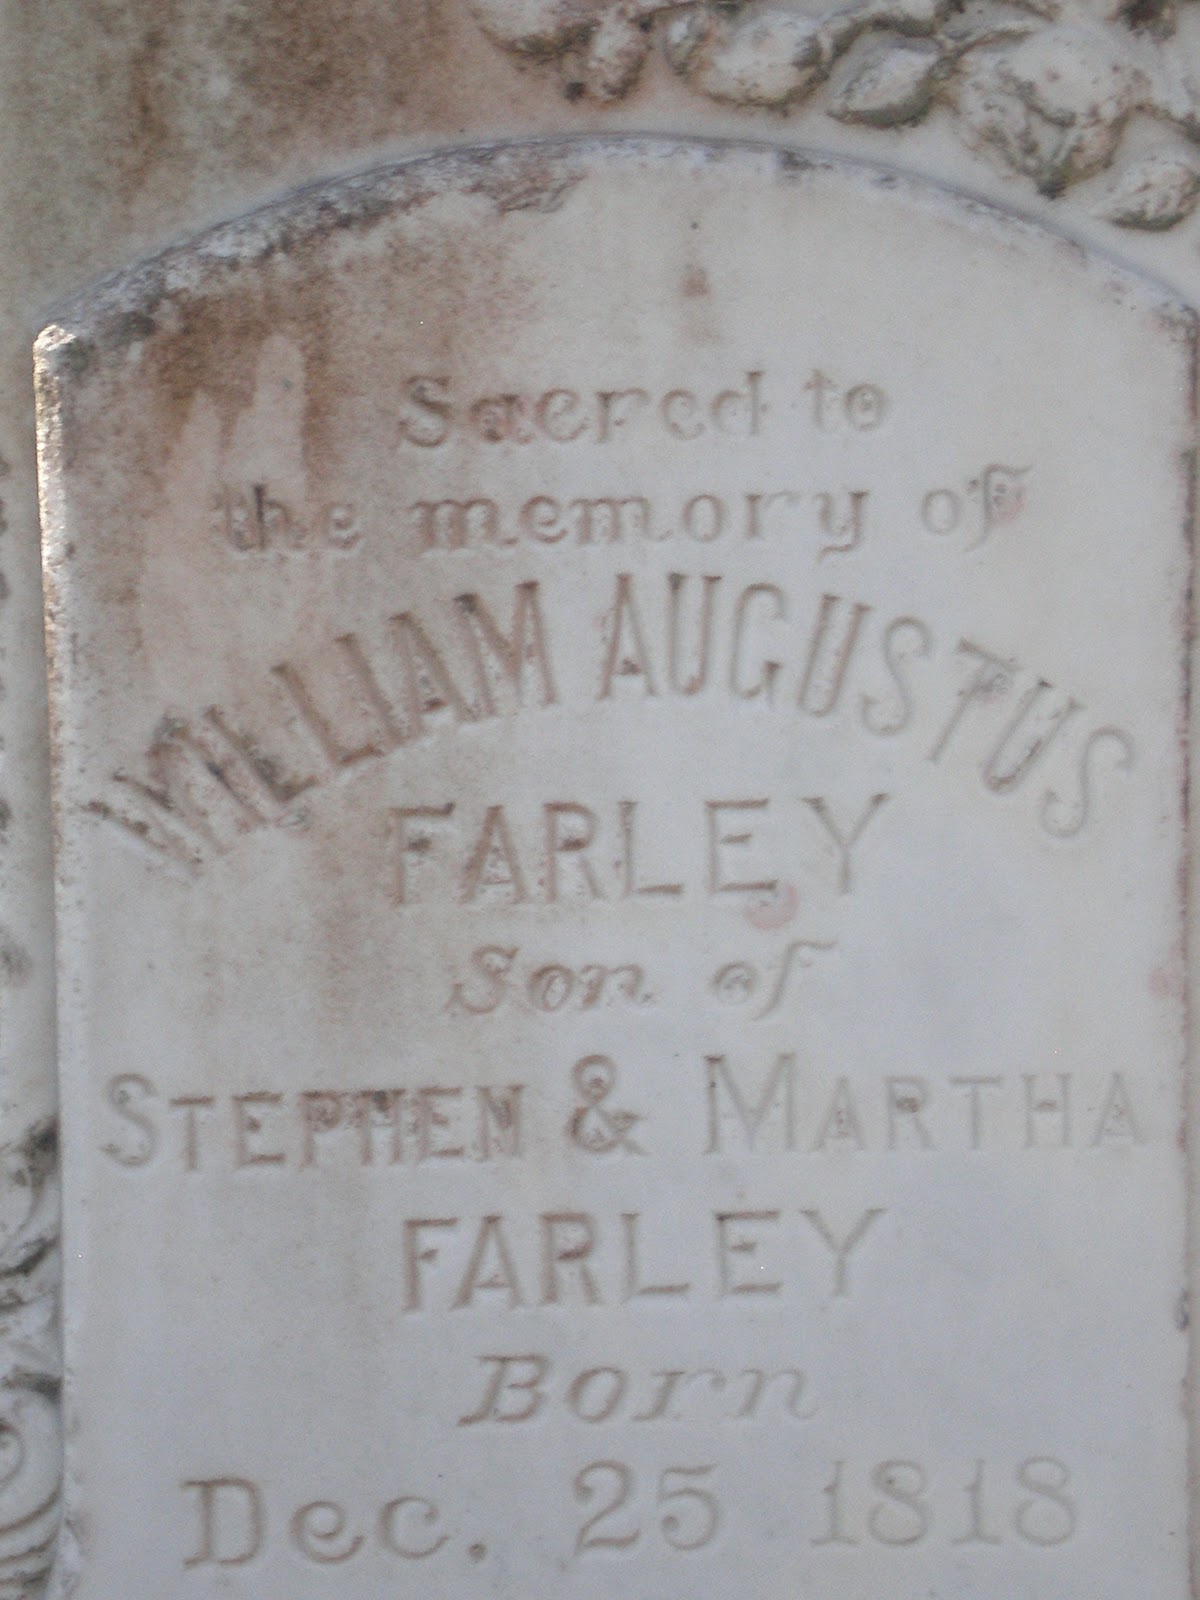 Sacred to
the memory of
WILLIAM AUGUSTUS
FARLEY
Son of
STEPHEN & MARTHA
FARLEY
Born
Dec. 25 1818